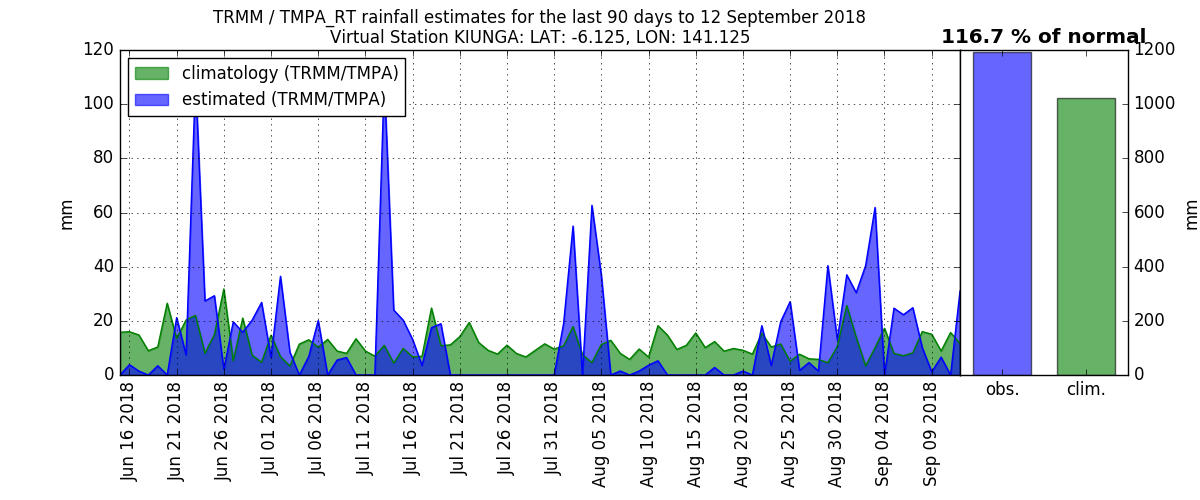 TRMM / TMPA_RT rainfall estimates for the last 90 days to 12 September 2018
Virtual Station KIUNGA: LAT: -6.125, LON: 141.125
116.7 % of normal
climatology (TRMM/TMPA)
estimated (TRMM/TMPA)
mm
120
100
80
60
40
20
0
Jun 16 2018
Jun 21 2018
Jun 26 2018
Jul 01 2018
Jul 06 2018
Jul 11 2018
Jul 16 2018
Jul 21 2018
Jul 26 2018
Jul 31 2018
Aug 05 2018
Aug 10 2018
Aug 15 2018
Aug 20 2018
Aug 25 2018
Aug 30 2018
Sep 04 2018
Sep 09 2018
obs.
clim.
1200
1000
800
600
400
200
0
mm